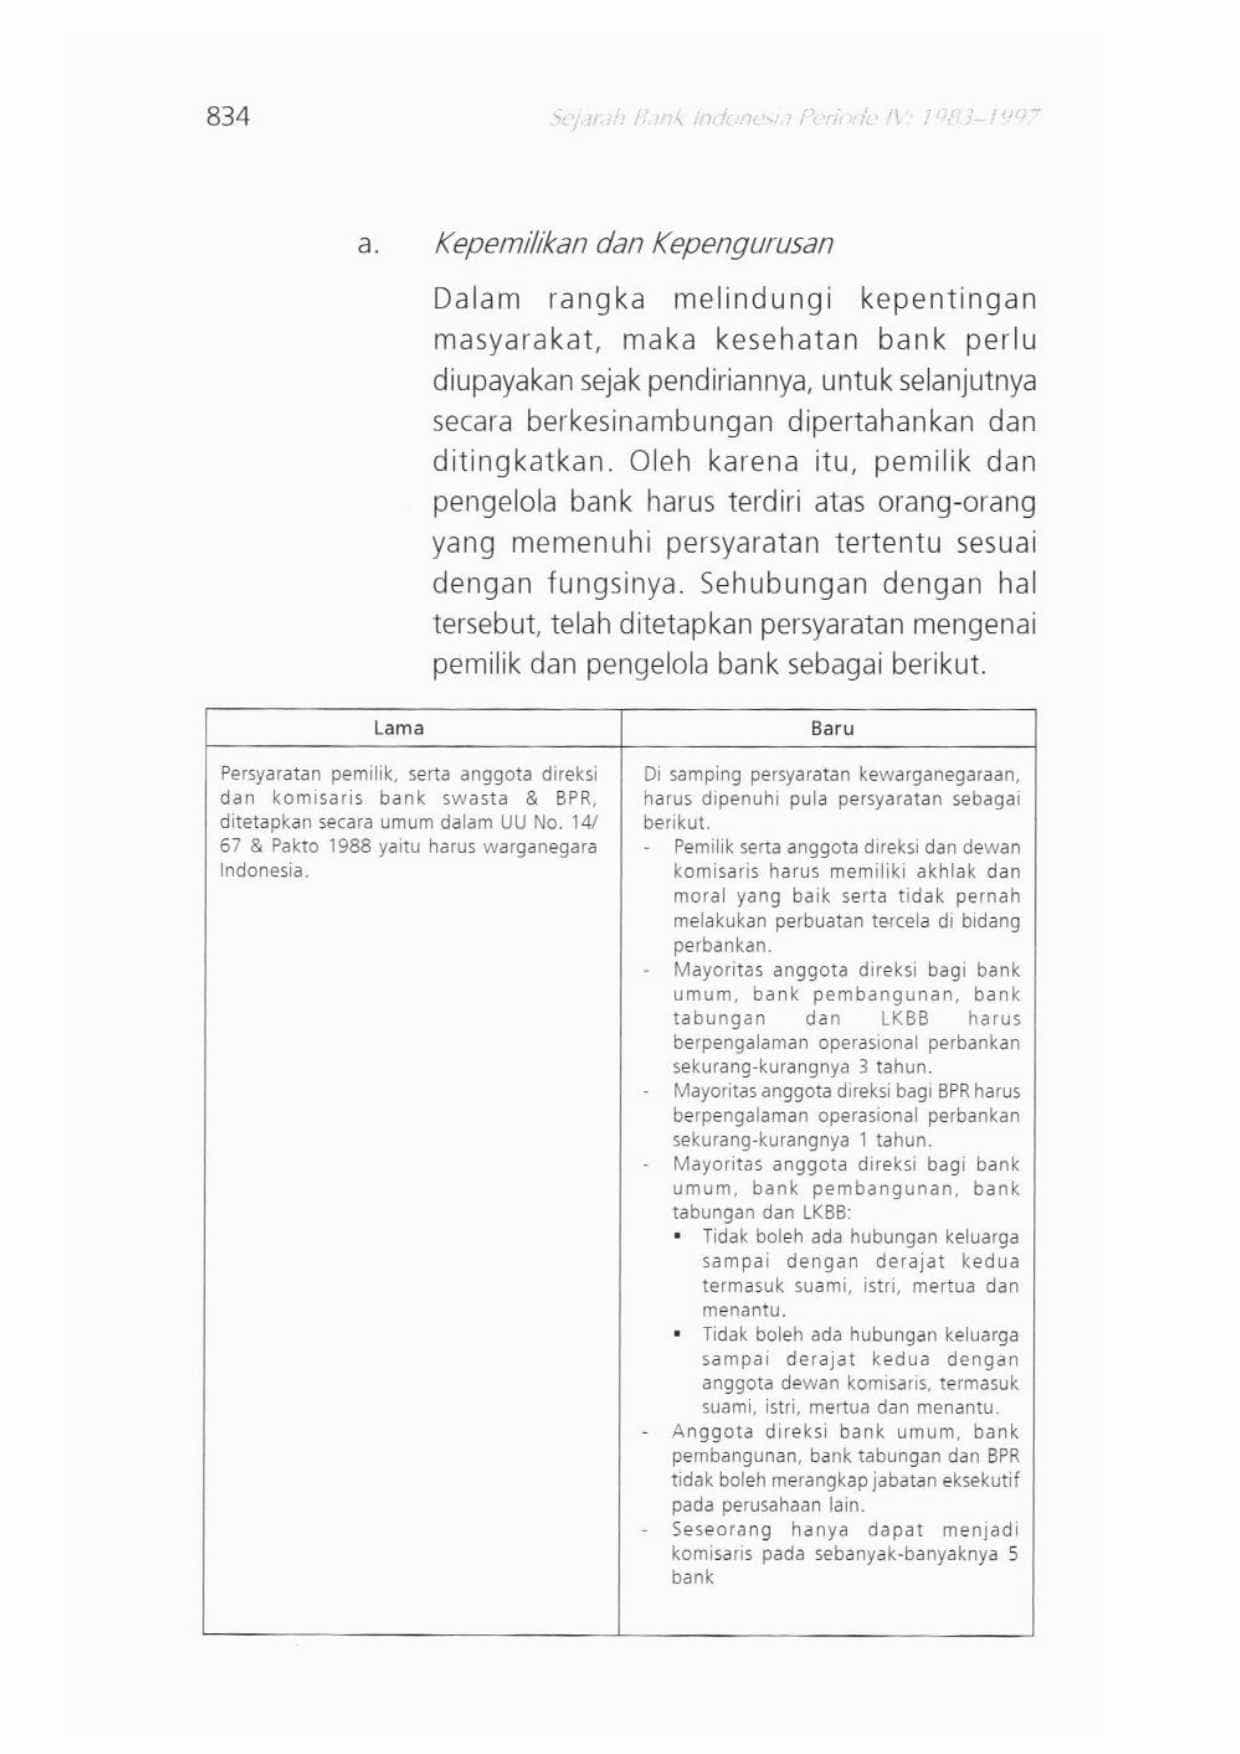 834
Sejarah Bank Indonesia Periode IV: 1983–1997
a. Kepemilikan dan Kepengurusan
Dalam rangka melindungi kepentingan
masyarakat, maka kesehatan bank perlu
diupayakan sejak pendiriannya, untuk selanjutnya
secara berkesinambungan dipertahankan dan
ditingkatkan. Oleh karena itu, pemilik dan
pengelola bank harus terdiri atas orang-orang
yang memenuhi persyaratan tertentu sesuai
dengan fungsinya. Sehubungan dengan hal
tersebut, telah ditetapkan persyaratan mengenai
pemilik dan pengelola bank sebagai berikut.
Lama
Persyaratan pemilik, serta anggota direksi
dan komisaris bank swasta & BPR,
ditetapkan secara umum dalam UU No. 14/
67 & Pakto 1988 yaitu harus warganegara
Indonesia.
Baru
Di samping persyaratan kewarganegaraan,
harus dipenuhi pula persyaratan sebagai
berikut.
- Pemilik serta anggota direksi dan dewan
komisaris harus memiliki akhlak dan
moral yang baik serta tidak pernah
melakukan perbuatan tercela di bidang
perbankan.
- Mayoritas anggota direksi bagi bank
umum, bank pembangunan, bank
tabungan dan LKBB harus
berpengalaman operasional perbankan
sekurang-kurangnya 3 tahun.
- Mayoritas anggota direksi bagi BPR harus
berpengalaman operasional perbankan
sekurang-kurangnya 1 tahun.
- Mayoritas anggota direksi bagi bank
umum, bank pembangunan, bank
tabungan dan LKBB:
▪ Tidak boleh ada hubungan keluarga
sampai dengan derajat kedua
termasuk suami, istri, mertua dan
menantu.
▪ Tidak boleh ada hubungan keluarga
sampai derajat kedua dengan
anggota dewan komisaris, termasuk
suami, istri, mertua dan menantu.
- Anggota direksi bank umum, bank
pembangunan, bank tabungan dan BPR
tidak boleh merangkap jabatan eksekutif
pada perusahaan lain.
- Seseorang hanya dapat menjadi
komisaris pada sebanyak-banyaknya 5
bank